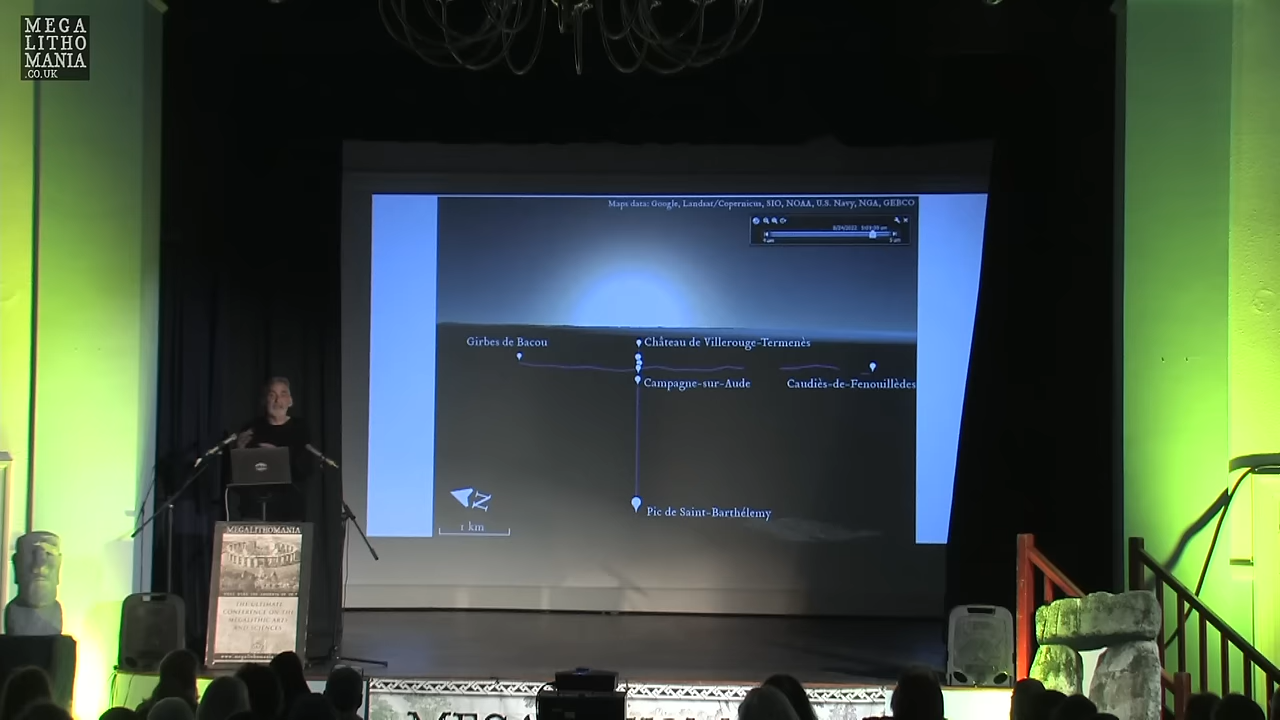 MEGA
LITHO
MANIA
.CO.UK
Maps data: Google, Landsat/Copernicus, SIO, NOAA, U.S. Navy, NGA, GEBCO
Girbes de Bacou
Château de Villerouge-Termenès
Campagne-sur-Aude
Caudiès-de-Fenouillèdes
N
1 km
Pic de Saint-Barthélemy
MEGALITHOMANIA
THE ULTIMATE
CONFERENCE ON THE
MEGALITHIC ARTS
AND SCIENCES